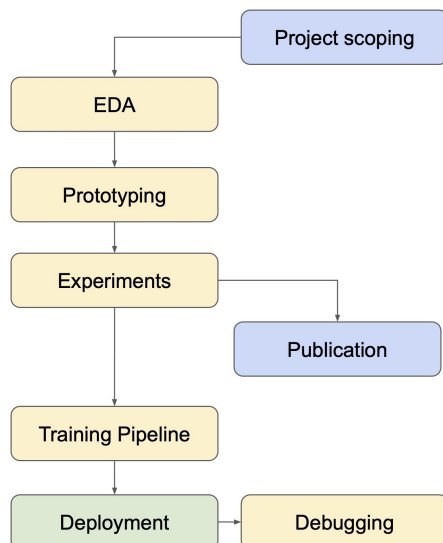 Project scoping
EDA
Prototyping
Experiments
Publication
Training Pipeline
Deployment
Debugging